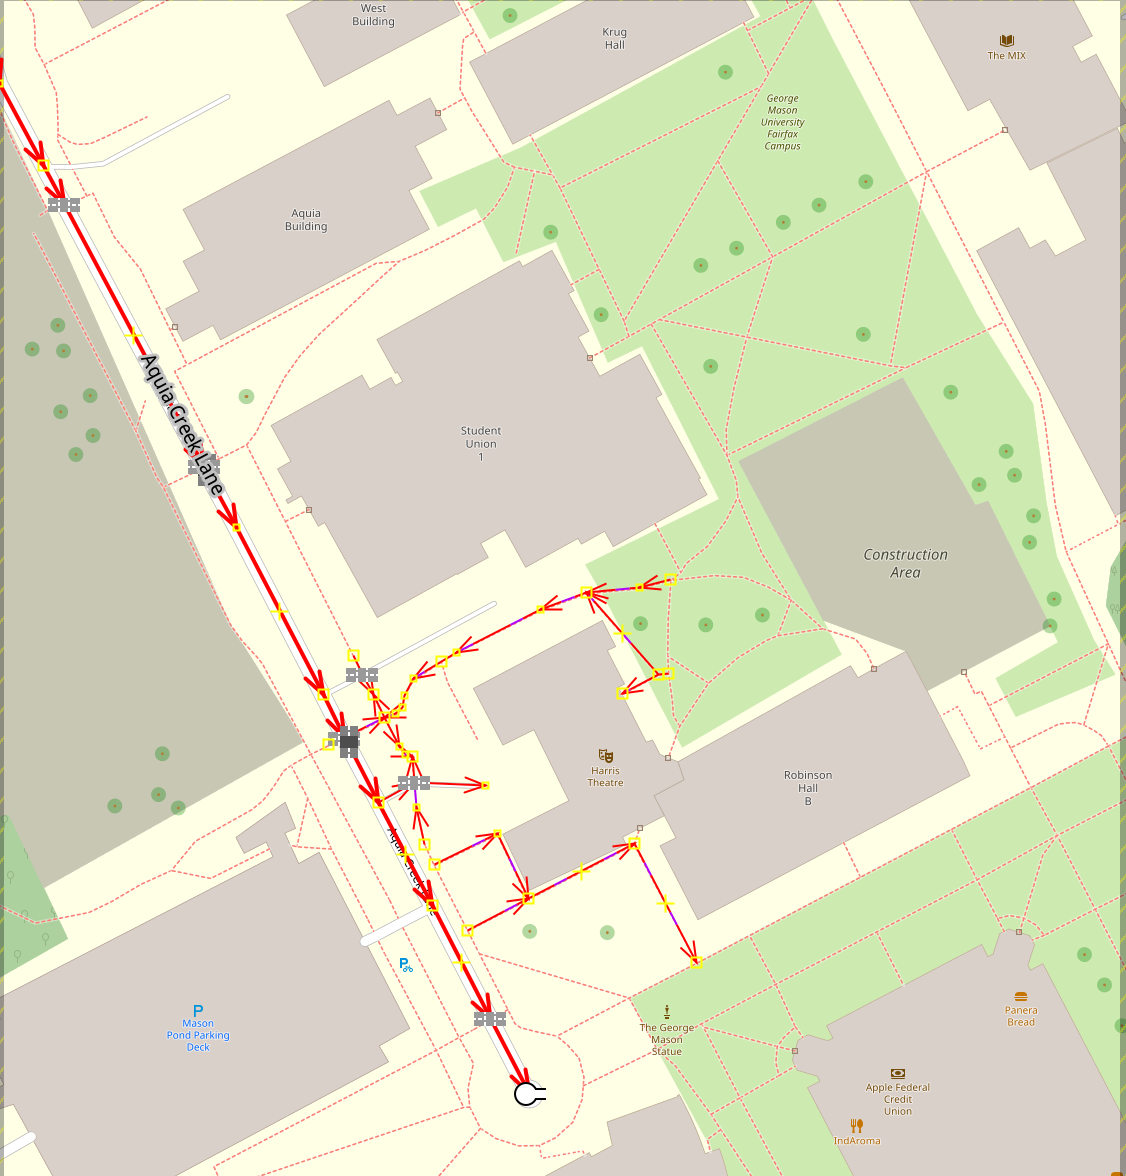 West
Building
Krug
Hall
The MIX
George
Mason
University
Fairfax
Campus
Aquia
Building
Aquia Creek Lane
Student
Union
1
Construction
Area
Harris
Theatre
Robinson
Hall
B
P
Mason
Pond Parking
Deck
P
The George
Mason
Statue
Panera
Bread
Apple Federal
Credit
Union
IndAroma